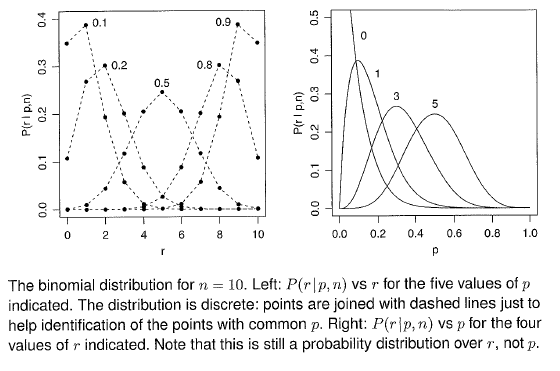 0.1
0.9
0.2
0.8
0.5
0.4
0.3
0.2
0.1
0.0
P(r | p,n)
0 2 4 6 8 10
r
0
1
3
5
0.5
0.4
0.3
0.2
0.1
0.0
P(r | p,n)
0.0 0.2 0.4 0.6 0.8 1.0
p
The binomial distribution for n = 10. Left: P(r | p, n) vs r for the five values of p
indicated. The distribution is discrete: points are joined with dashed lines just to
help identification of the points with common p. Right: P(r | p, n) vs p for the four
values of r indicated. Note that this is still a probability distribution over r, not p.